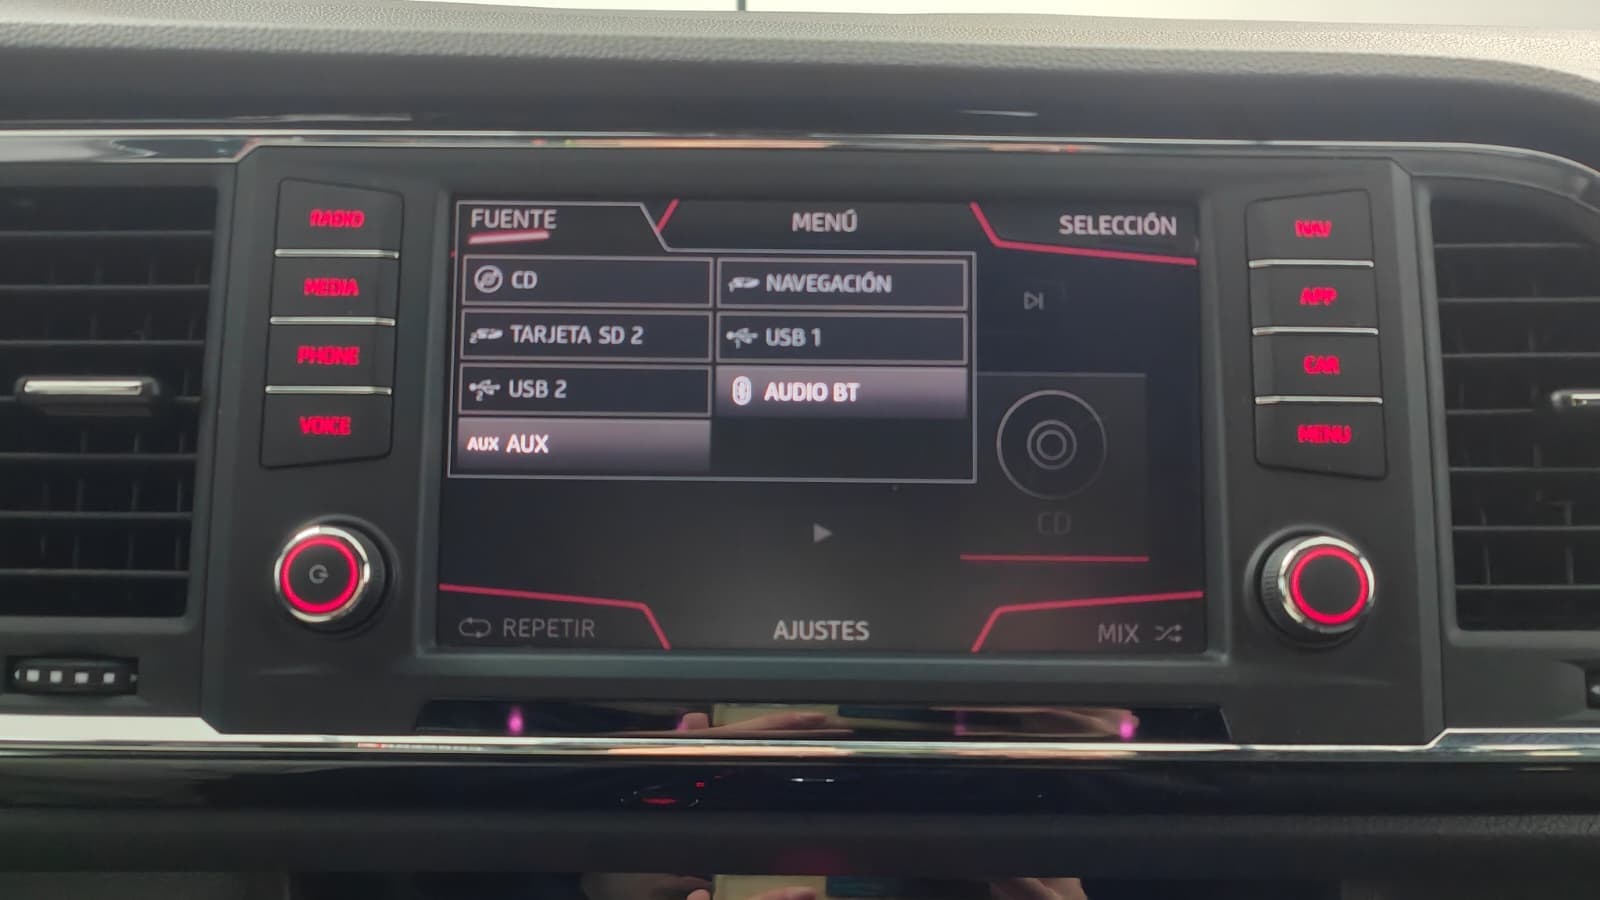 RADIO
MEDIA
PHONE
VOICE
FUENTE
MENÚ
SELECCIÓN
CD
NAVEGACIÓN
TARJETA SD 2
USB 1
USB 2
AUDIO BT
AUX AUX
CD
REPETIR
AJUSTES
MIX
NAV
APP
CAR
MENU